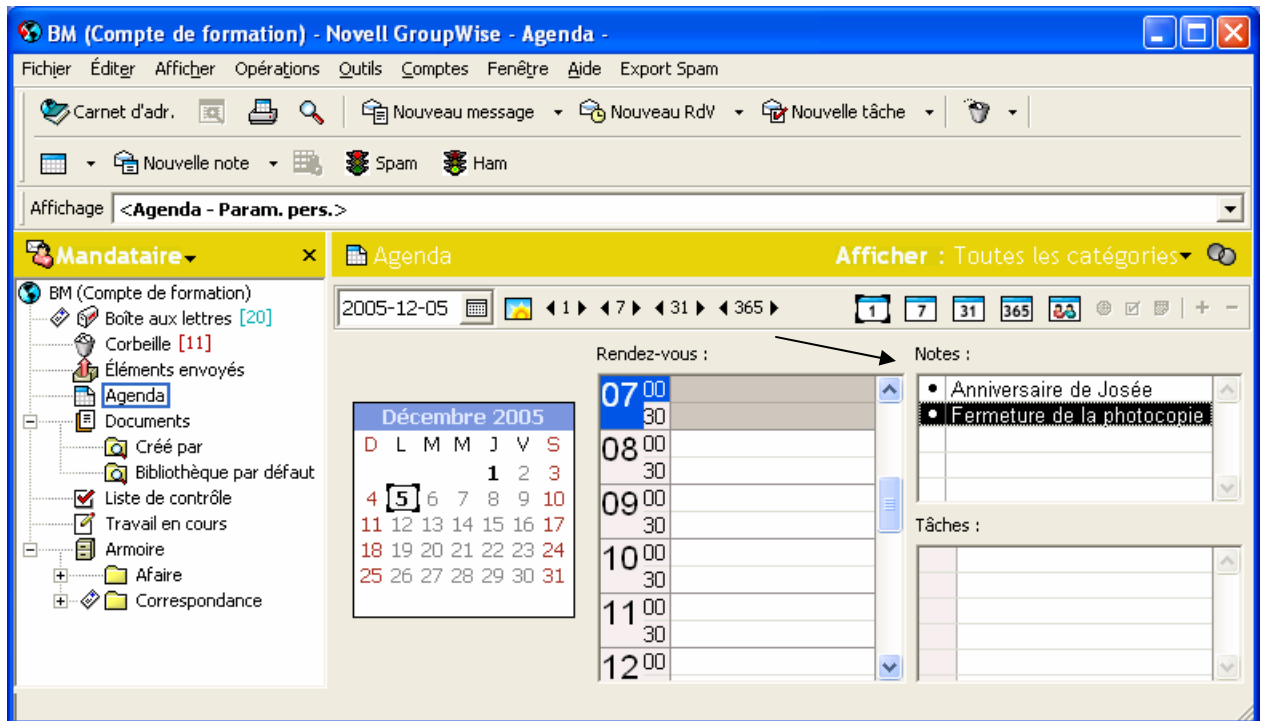 BM (Compte de formation) - Novell GroupWise - Agenda -
Fichier Éditer Afficher Opérations Outils Comptes Fenêtre Aide Export Spam
Carnet d'adr. Nouveau message Nouveau RdV Nouvelle tâche
Nouvelle note Spam Ham
Affichage <Agenda - Param. pers.>
Mandataire
BM (Compte de formation)
Boîte aux lettres [20]
Corbeille [11]
Éléments envoyés
Agenda
Documents
Créé par
Bibliothèque par défaut
Liste de contrôle
Travail en cours
Armoire
Afaire
Correspondance
Agenda Afficher : Toutes les catégories
2005-12-05 1 7 31 365 1 7 31 365
Décembre 2005
D L M M J V S
1 2 3
4 5 6 7 8 9 10
11 12 13 14 15 16 17
18 19 20 21 22 23 24
25 26 27 28 29 30 31
Rendez-vous :
07 00
30
08 00
30
09 00
30
10 00
30
11 00
30
12 00
Notes :
• Anniversaire de Josée
• Fermeture de la photocopie
Tâches :